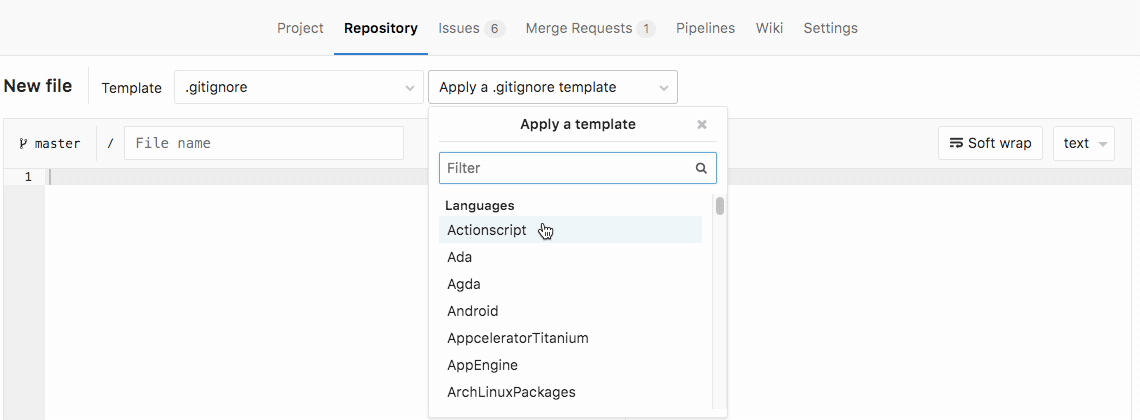 Project Repository Issues 6 Merge Requests 1 Pipelines Wiki Settings
New file Template .gitignore Apply a .gitignore template
Apply a template
master / File name Soft wrap text
Filter
1
Languages
Actionscript
Ada
Agda
Android
AppceleratorTitanium
AppEngine
ArchLinuxPackages